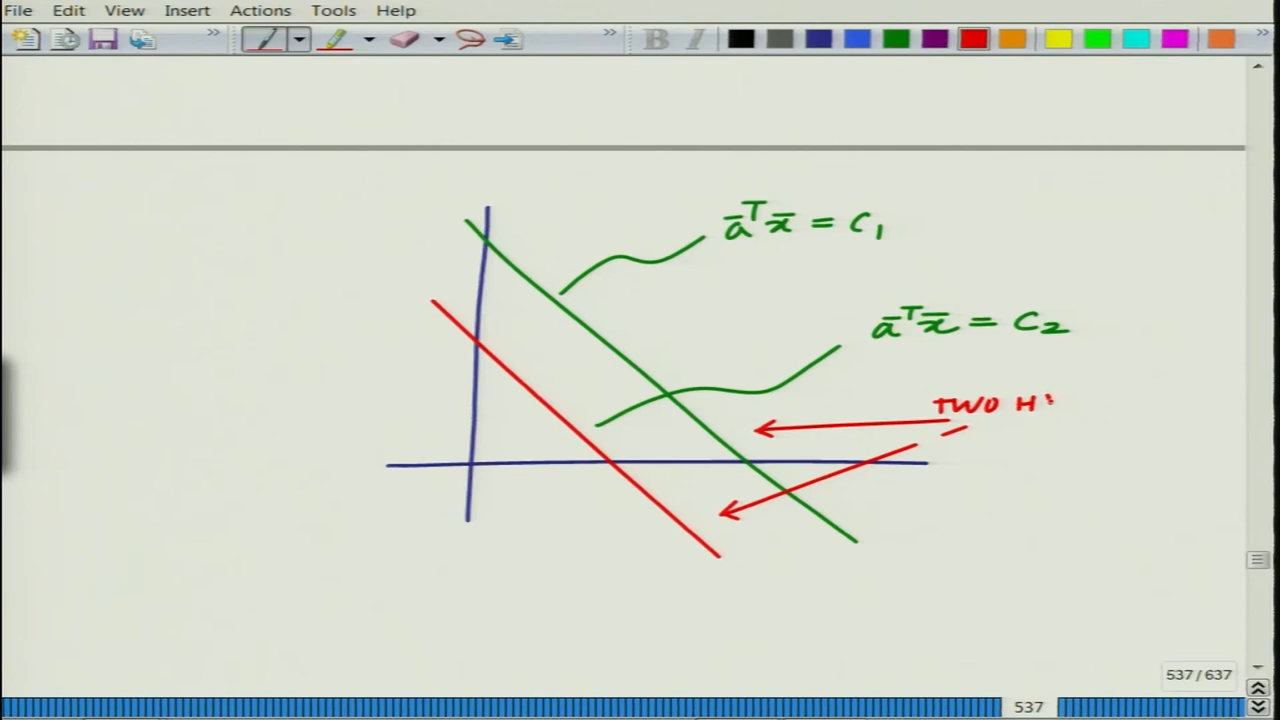 File Edit View Insert Actions Tools Help
B I
āᵀx̄ = C₁
āᵀx̄ = C₂
TWO H
537 / 637
537